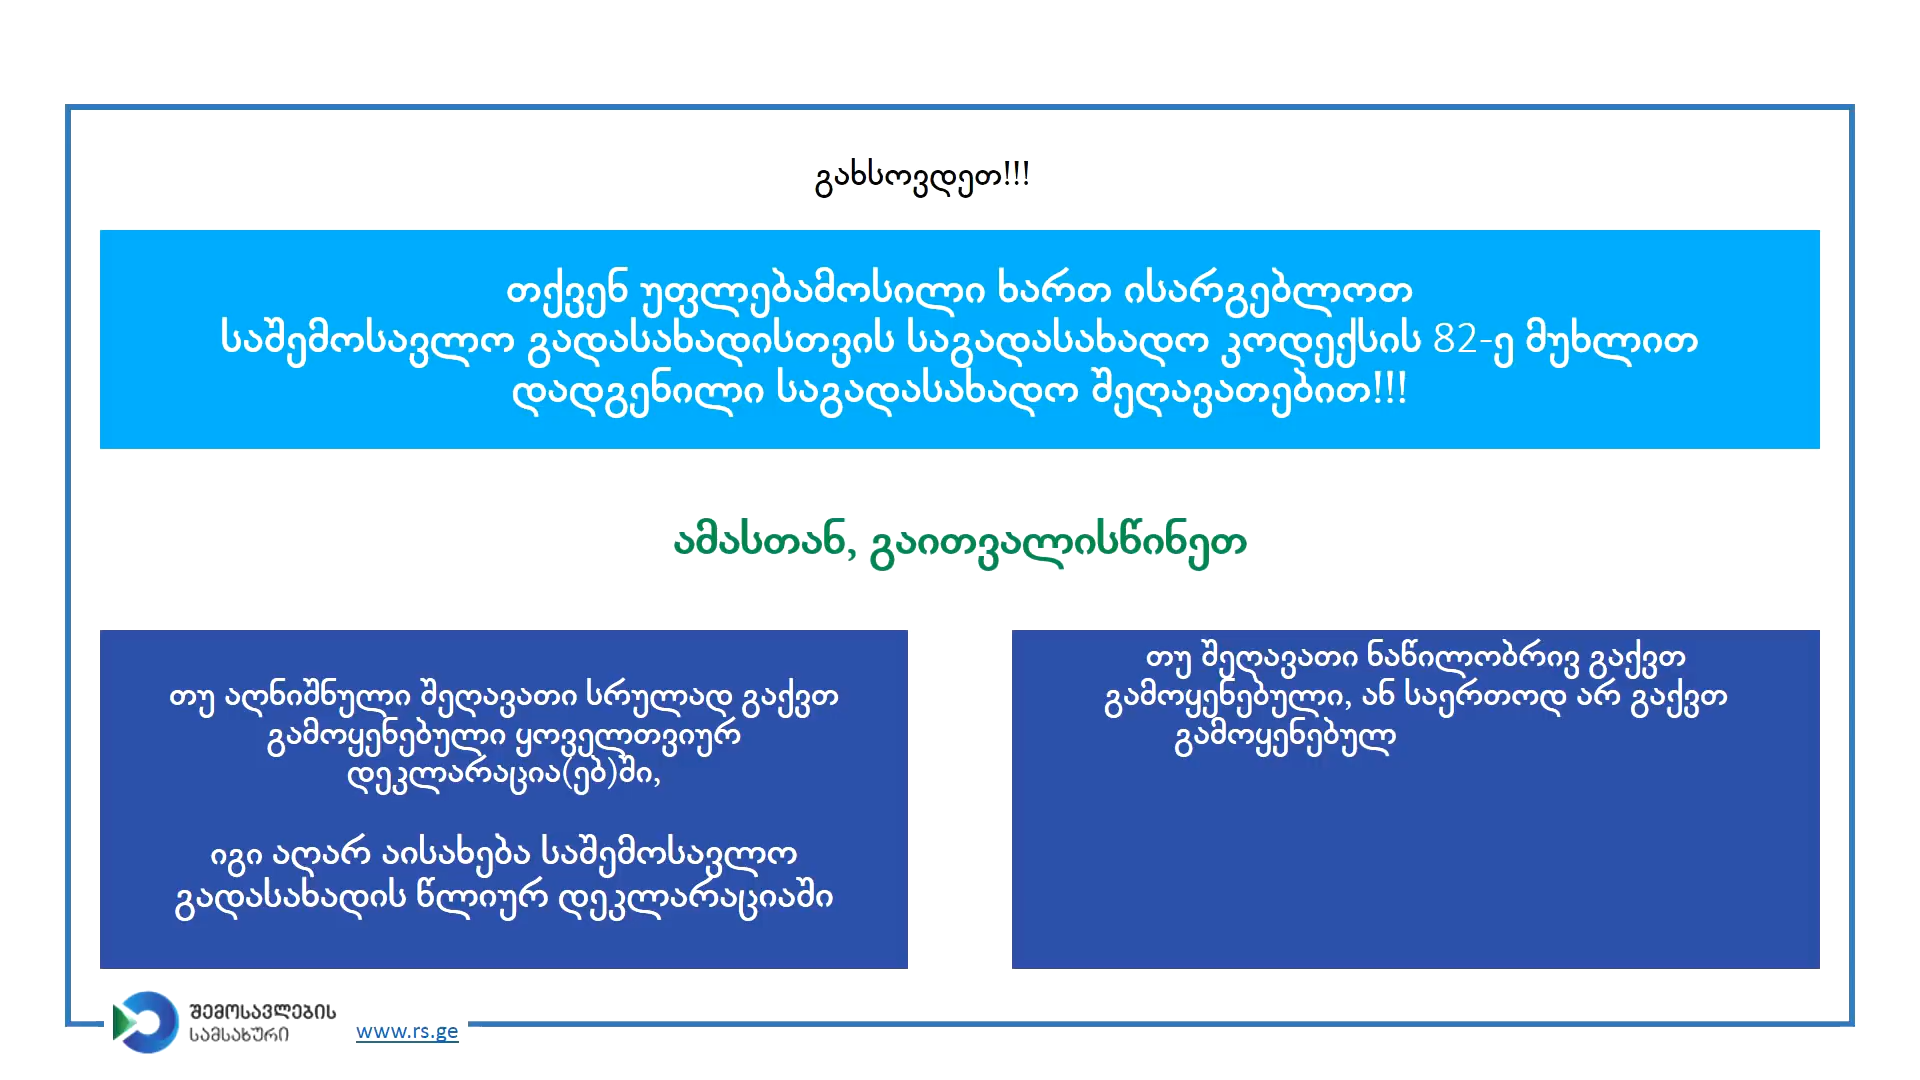 გახსოვდეთ!!!
თქვენ უფლებამოსილი ხართ ისარგებლოთ
საშემოსავლო გადასახადისთვის საგადასახადო კოდექსის 82-ე მუხლით
დადგენილი საგადასახადო შეღავათებით!!!
ამასთან, გაითვალისწინეთ
თუ აღნიშნული შეღავათი სრულად გაქვთ
გამოყენებული ყოველთვიურ
დეკლარაცია(ებ)ში,
იგი აღარ აისახება საშემოსავლო
გადასახადის წლიურ დეკლარაციაში
თუ შეღავათი ნაწილობრივ გაქვთ
გამოყენებული, ან საერთოდ არ გაქვთ
გამოყენებულ
შემოსავლების
სამსახური
www.rs.ge